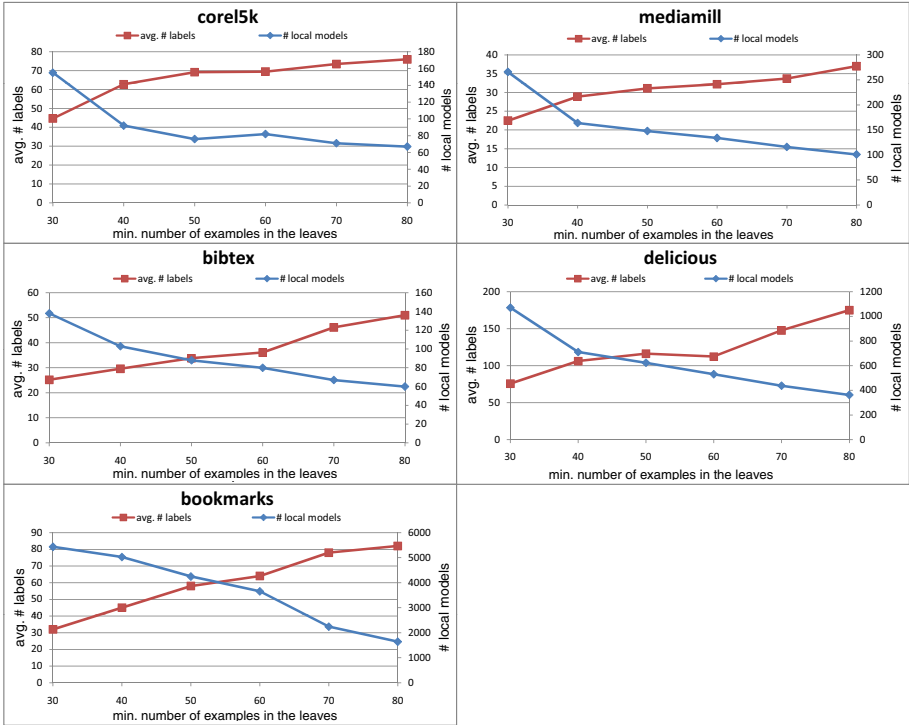 corel5k
avg. # labels
# local models
80
70
60
50
40
30
20
10
0
avg. # labels
180
160
140
120
100
80
60
40
20
0
# local models
30 40 50 60 70 80
min. number of examples in the leaves
mediamill
avg. # labels
# local models
40
35
30
25
20
15
10
5
0
avg. # labels
300
250
200
150
100
50
0
# local models
30 40 50 60 70 80
min. number of examples in the leaves
bibtex
avg. # labels
# local models
60
50
40
30
20
10
0
avg. # labels
160
140
120
100
80
60
40
20
0
# local models
30 40 50 60 70 80
min. number of examples in the leaves
delicious
avg. # labels
# local models
200
150
100
50
0
avg. # labels
1200
1000
800
600
400
200
0
# local models
30 40 50 60 70 80
min. number of examples in the leaves
bookmarks
avg. # labels
# local models
90
80
70
60
50
40
30
20
10
0
avg. # labels
6000
5000
4000
3000
2000
1000
0
# local models
30 40 50 60 70 80
min. number of examples in the leaves